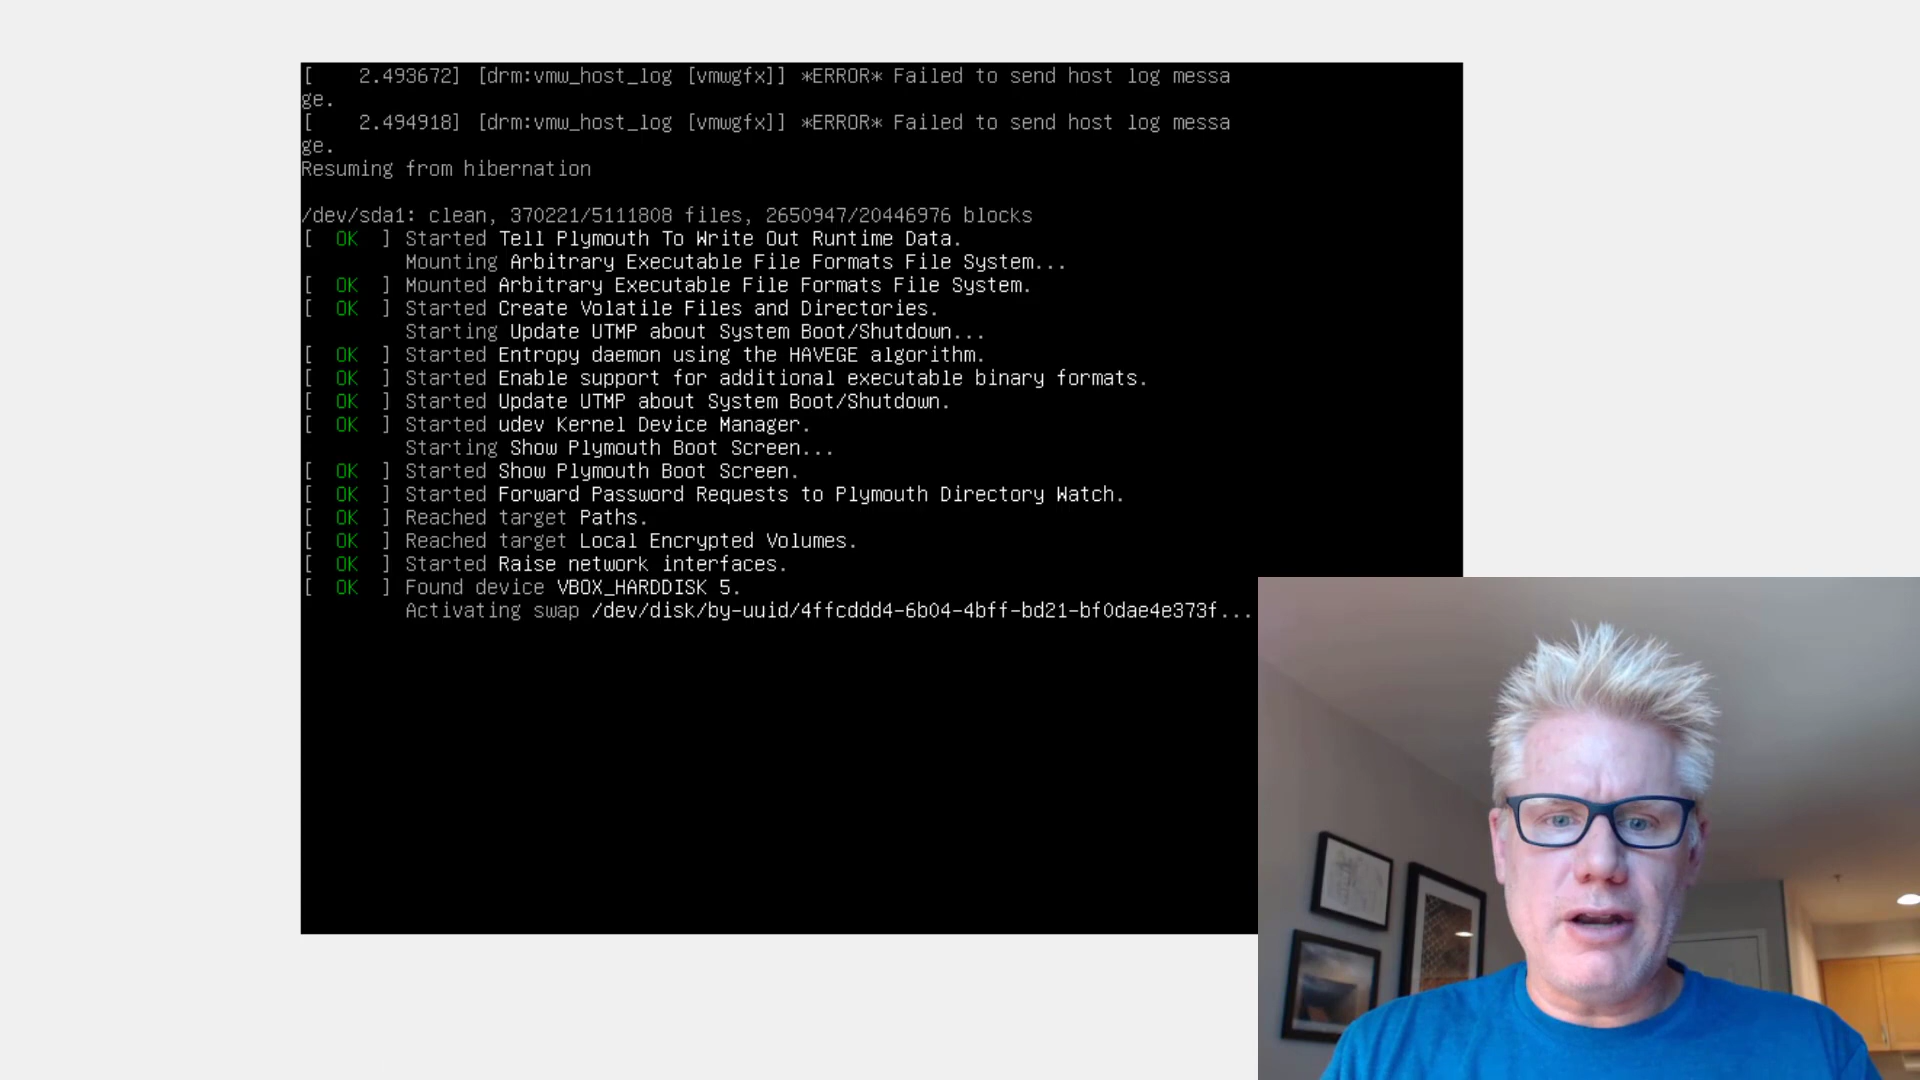 [    2.493672] [drm:vmw_host_log [vmwgfx]] *ERROR* Failed to send host log messa
ge.
[    2.494918] [drm:vmw_host_log [vmwgfx]] *ERROR* Failed to send host log messa
ge.
Resuming from hibernation
/dev/sda1: clean, 370221/5111808 files, 2650947/20446976 blocks
[  OK  ] Started Tell Plymouth To Write Out Runtime Data.
Mounting Arbitrary Executable File Formats File System...
[  OK  ] Mounted Arbitrary Executable File Formats File System.
[  OK  ] Started Create Volatile Files and Directories.
Starting Update UTMP about System Boot/Shutdown...
[  OK  ] Started Entropy daemon using the HAVEGE algorithm.
[  OK  ] Started Enable support for additional executable binary formats.
[  OK  ] Started Update UTMP about System Boot/Shutdown.
[  OK  ] Started udev Kernel Device Manager.
Starting Show Plymouth Boot Screen...
[  OK  ] Started Show Plymouth Boot Screen.
[  OK  ] Started Forward Password Requests to Plymouth Directory Watch.
[  OK  ] Reached target Paths.
[  OK  ] Reached target Local Encrypted Volumes.
[  OK  ] Started Raise network interfaces.
[  OK  ] Found device VBOX_HARDDISK 5.
Activating swap /dev/disk/by-uuid/4ffcddd4-6b04-4bff-bd21-bf0dae4e373f...